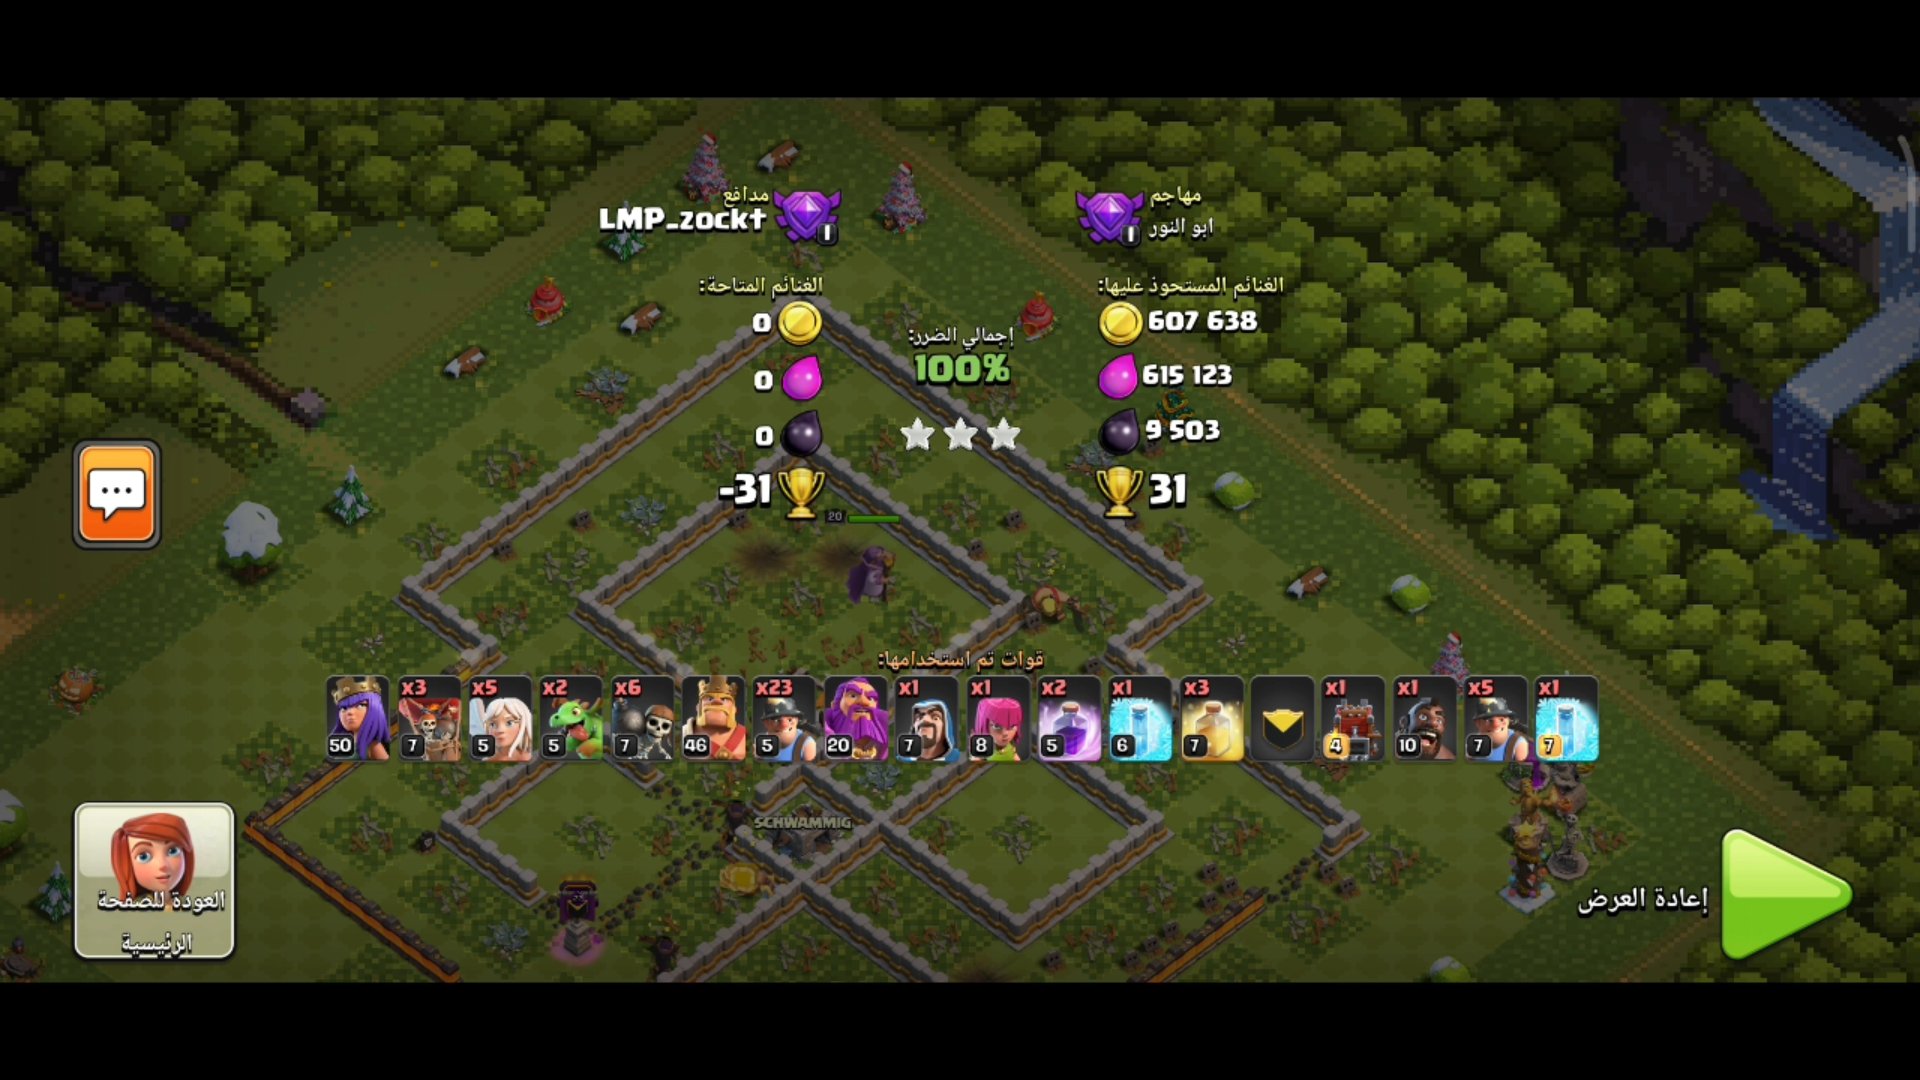 مدافع
LMP_zockt
I
مهاجم
ابو النور
I
الغنائم المتاحة:
0
0
0
-31
إجمالي الضرر:
100%
الغنائم المستحوذ عليها:
607 638
615 123
9 503
31
20
قوات تم استخدامها:
x3 x5 x2 x6 x23 x1 x1 x2 x1 x3 x1 x1 x5 x1
50 7 5 5 7 46 5 20 7 8 5 6 7 4 10 7 7
SCHWAMMIG
العودة للصفحة
الرئيسية
إعادة العرض